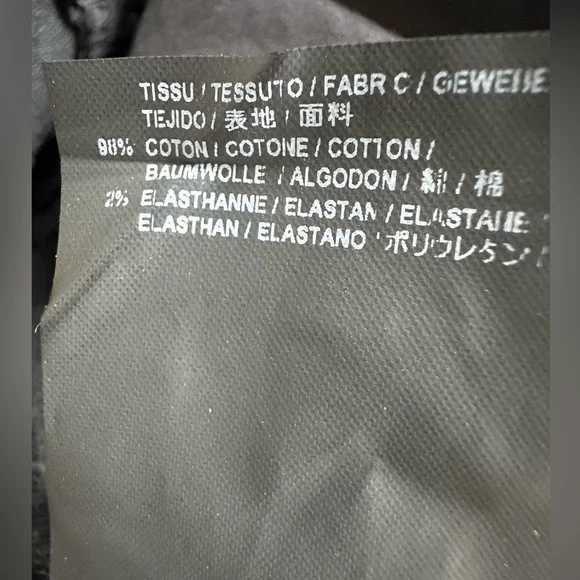 TISSU / TESSUTO / FABRIC / GEWEBE
TEJIDO / 表地 / 面料
98% COTON / COTONE / COTTON /
BAUMWOLLE / ALGODON / 綿 / 棉
2% ELASTHANNE / ELASTAN / ELASTANE
ELASTHAN / ELASTANO / ポリウレタン /